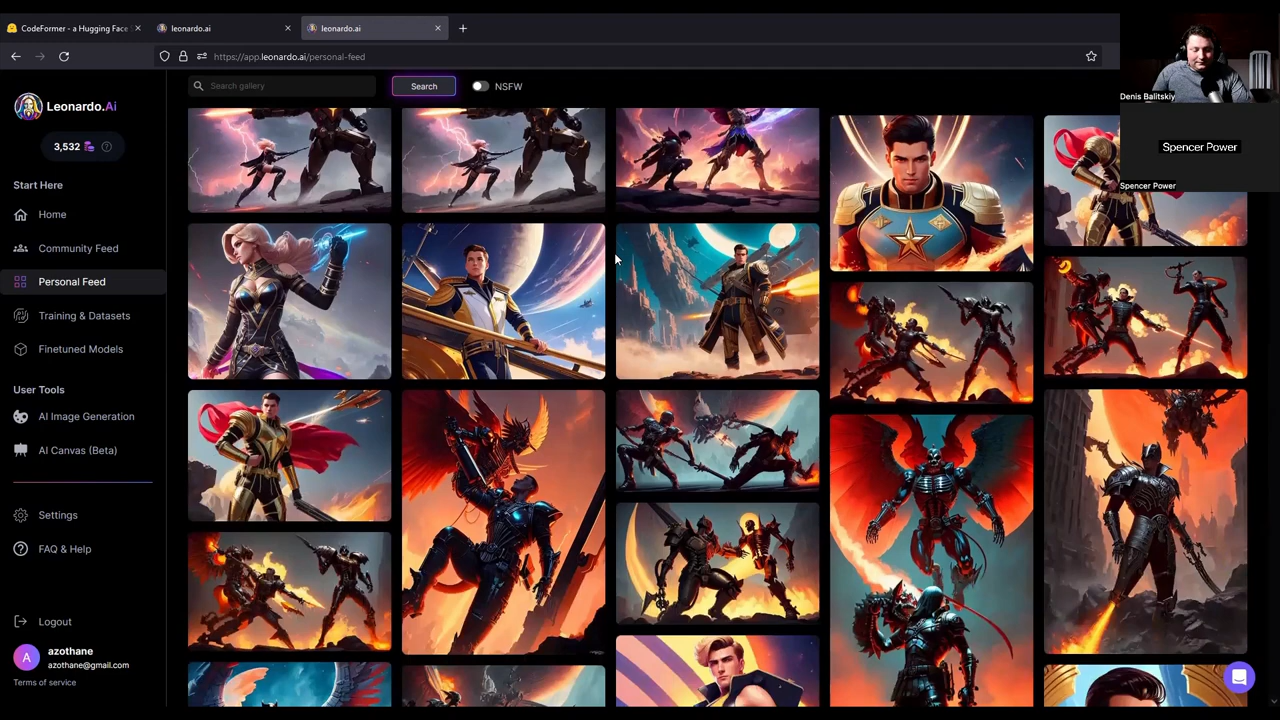 CodeFormer - a Hugging Face
leonardo.ai
leonardo.ai
https://app.leonardo.ai/personal-feed
Leonardo.Ai
Search gallery
Search
NSFW
3,532
Start Here
Home
Community Feed
Personal Feed
Training & Datasets
Finetuned Models
User Tools
AI Image Generation
AI Canvas (Beta)
Settings
FAQ & Help
Logout
A
azothane
azothane@gmail.com
Terms of service
Denis Balitskiy
Spencer Power
Spencer Power